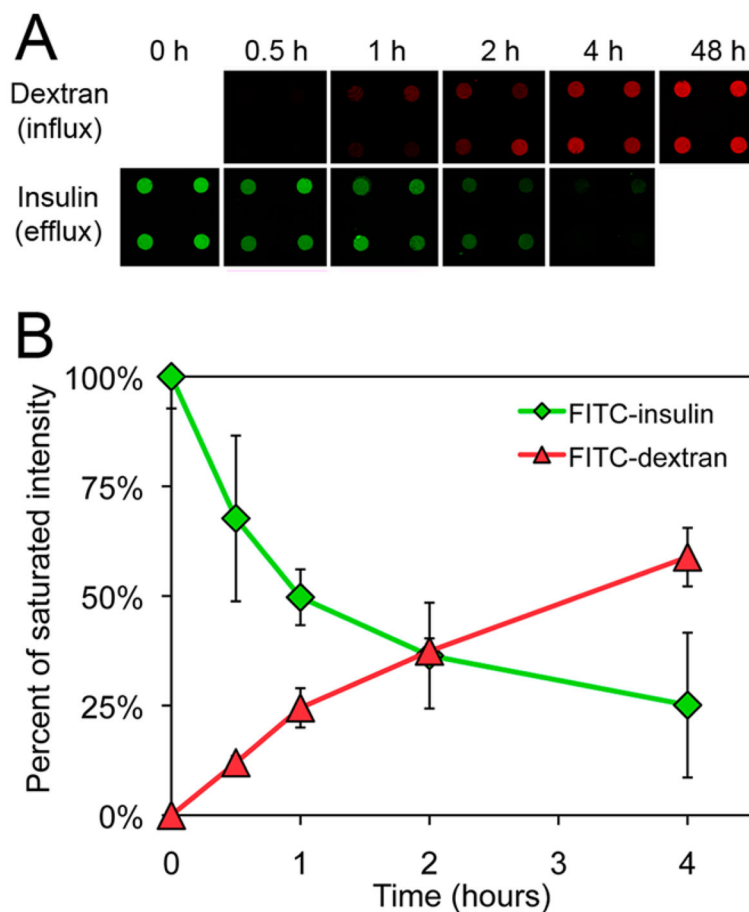 A
0 h 0.5 h 1 h 2 h 4 h 48 h
Dextran
(influx)
Insulin
(efflux)
B
100%
75%
50%
25%
0%
Percent of saturated intensity
FITC-insulin
FITC-dextran
0 1 2 3 4
Time (hours)